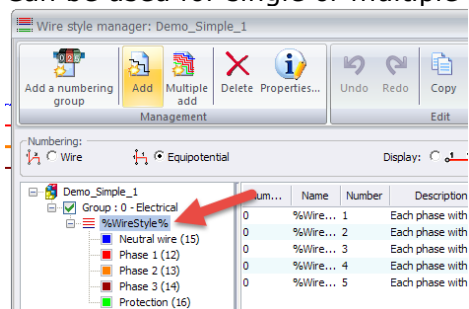 can be used for single or multiple
Wire style manager: Demo_Simple_1
Add a numbering group
Add
Multiple add
Delete
Properties...
Undo
Redo
Copy
Management
Edit
Numbering:
Wire
Equipotential
Display:
Demo_Simple_1
Group : 0 - Electrical
%WireStyle%
Neutral wire (15)
Phase 1 (12)
Phase 2 (13)
Phase 3 (14)
Protection (16)
Num... Name Number Description
0 %Wire... 1 Each phase with
0 %Wire... 2 Each phase with
0 %Wire... 3 Each phase with
0 %Wire... 4 Each phase with
0 %Wire... 5 Each phase with